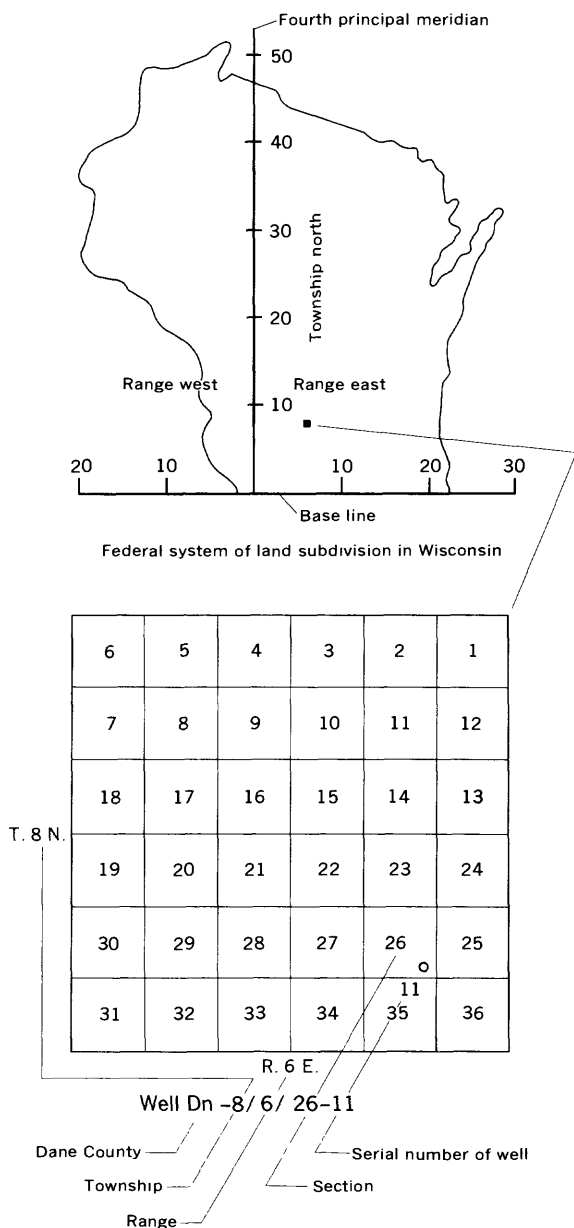 Fourth principal meridian
50
40
30
Township north
20
Range west
Range east
10
20
10
10
20
30
Base line
Federal system of land subdivision in Wisconsin
6 5 4 3 2 1
7 8 9 10 11 12
18 17 16 15 14 13
T. 8 N.
19 20 21 22 23 24
30 29 28 27 26 25
11
31 32 33 34 35 36
R. 6 E.
Well Dn -8/ 6/ 26-11
Dane County
Serial number of well
Township
Section
Range